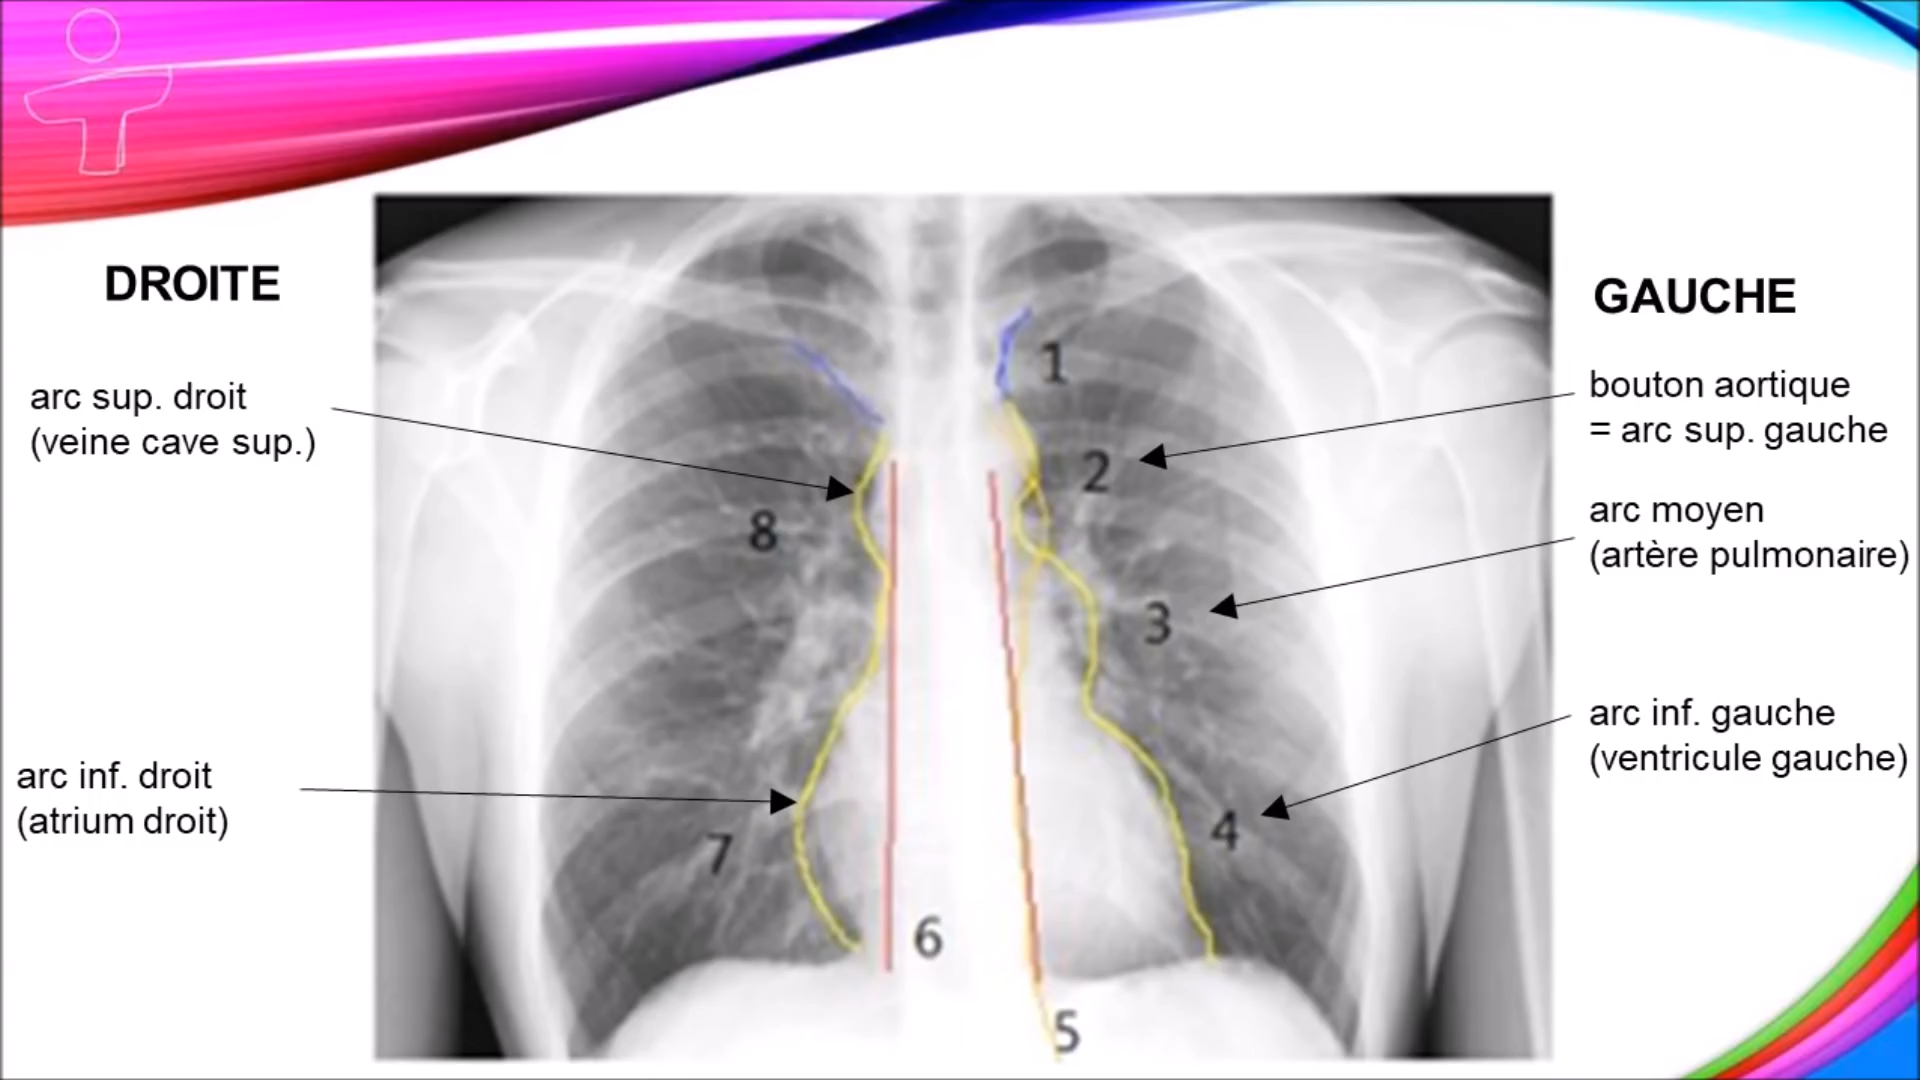 DROITE
arc sup. droit
(veine cave sup.)
arc inf. droit
(atrium droit)
1
2
3
4
5
6
7
8
GAUCHE
bouton aortique
= arc sup. gauche
arc moyen
(artère pulmonaire)
arc inf. gauche
(ventricule gauche)